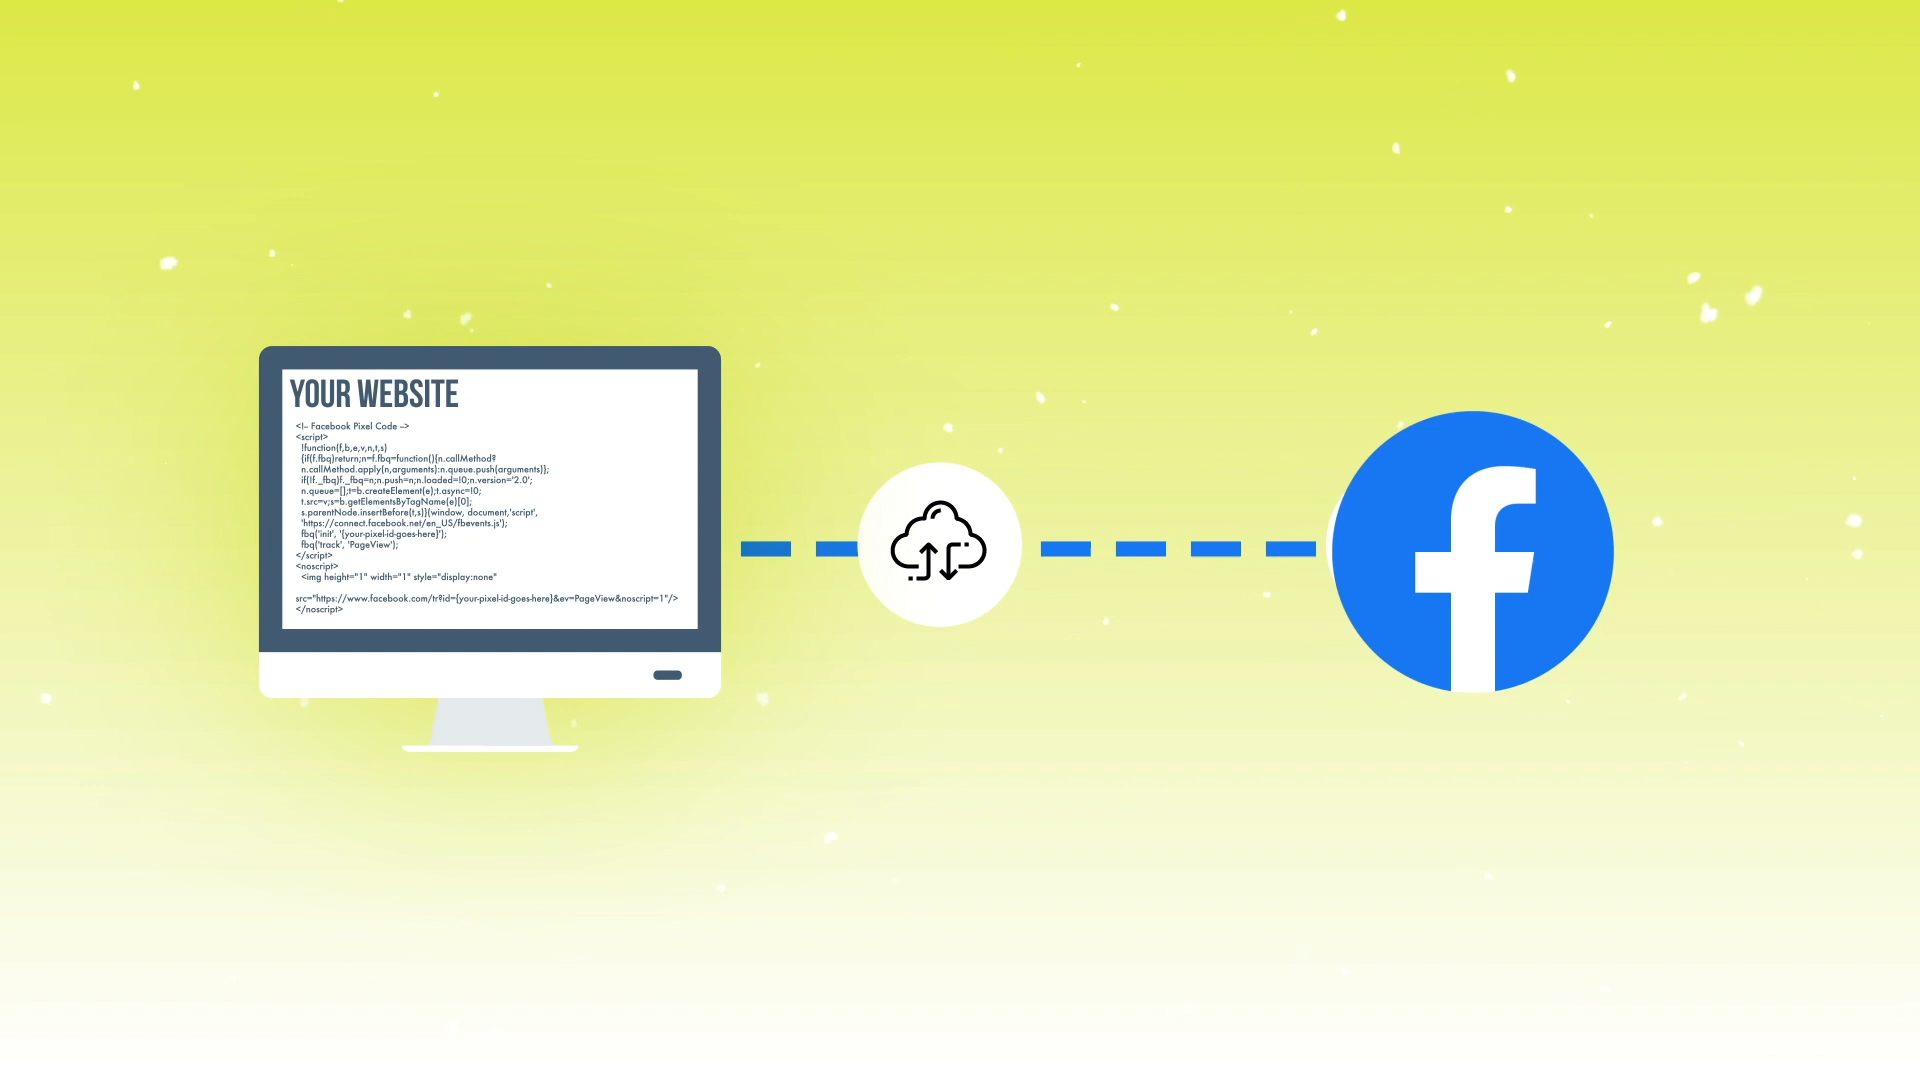 YOUR WEBSITE
<!– Facebook Pixel Code –>
<script>
!function(f,b,e,v,n,t,s)
{if(f.fbq)return;n=f.fbq=function(){n.callMethod?
n.callMethod.apply(n,arguments):n.queue.push(arguments)};
if(!f._fbq)f._fbq=n;n.push=n;n.loaded=!0;n.version='2.0';
n.queue=[];t=b.createElement(e);t.async=!0;
t.src=v;s=b.getElementsByTagName(e)[0];
s.parentNode.insertBefore(t,s)}(window, document,'script',
'https://connect.facebook.net/en_US/fbevents.js');
fbq('init', '{your-pixel-id-goes-here}');
fbq('track', 'PageView');
</script>
<noscript>
<img height="1" width="1" style="display:none"
src="https://www.facebook.com/tr?id={your-pixel-id-goes-here}&ev=PageView&noscript=1"/>
</noscript>